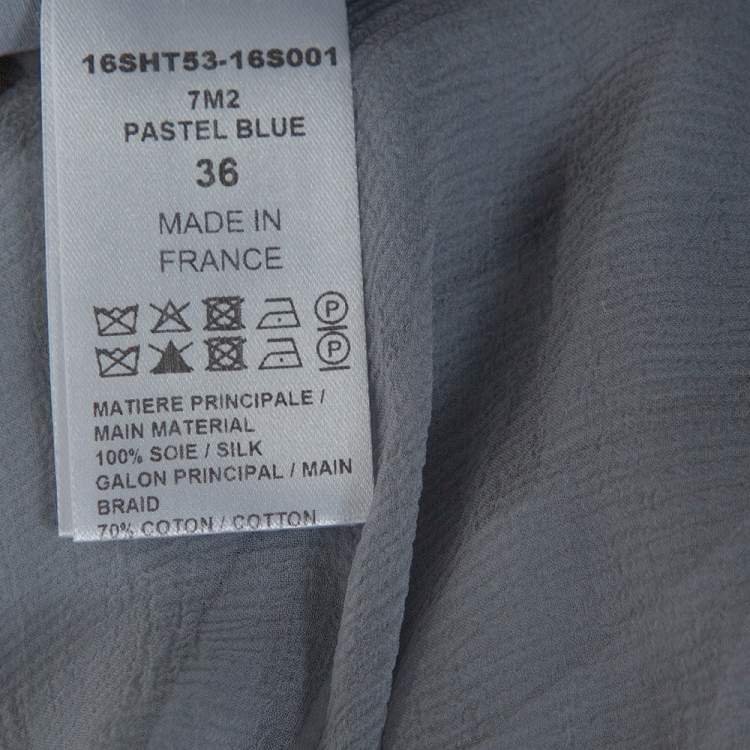 16SHT53-16S001
7M2
PASTEL BLUE
36
MADE IN
FRANCE
P
P
MATIERE PRINCIPALE /
MAIN MATERIAL
100% SOIE / SILK
GALON PRINCIPAL / MAIN
BRAID
70% COTON / COTTON